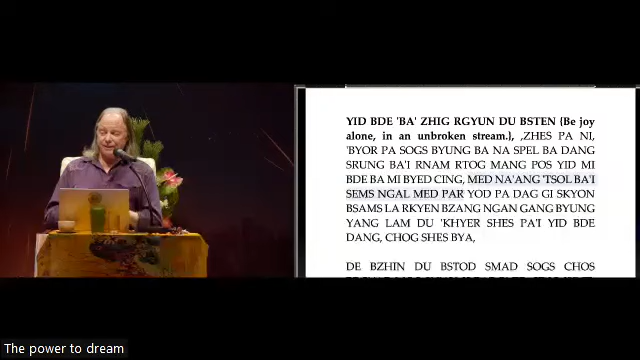 YID BDE 'BA' ZHIG RGYUN DU BSTEN (Be joy
alone, in an unbroken stream.), ,ZHES PA NI,
'BYOR PA SOGS BYUNG BA NA SPEL BA DANG
SRUNG BA'I RNAM RTOG MANG POS YID MI
BDE BA MI BYED CING, MED NA'ANG 'TSOL BA'I
SEMS NGAL MED PAR YOD PA DAG GI SKYON
BSAMS LA RKYEN BZANG NGAN GANG BYUNG
YANG LAM DU 'KHYER SHES PA'I YID BDE
DANG, CHOG SHES BYA,
DE BZHIN DU BSTOD SMAD SOGS CHOS
The power to dream